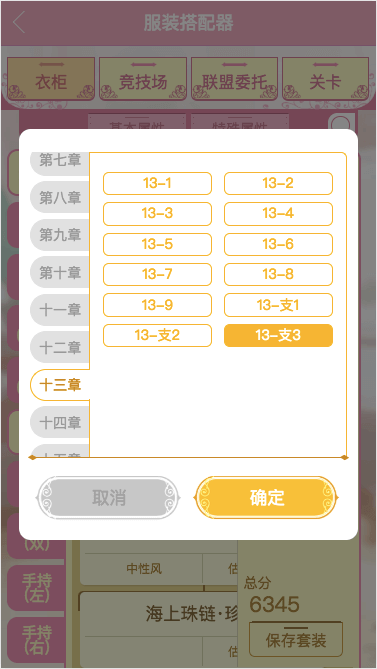 服装搭配器
衣柜 竞技场 联盟委托 关卡
基本属性 特殊属性
第七章
第八章
第九章
第十章
十一章
十二章
十三章
十四章
十五章
13-1 13-2
13-3 13-4
13-5 13-6
13-7 13-8
13-9 13-支1
13-支2 13-支3
取消 确定
(双)
手持
(左)
手持
(右)
中性风 估
海上珠链·珍
估
总分
6345
保存套装